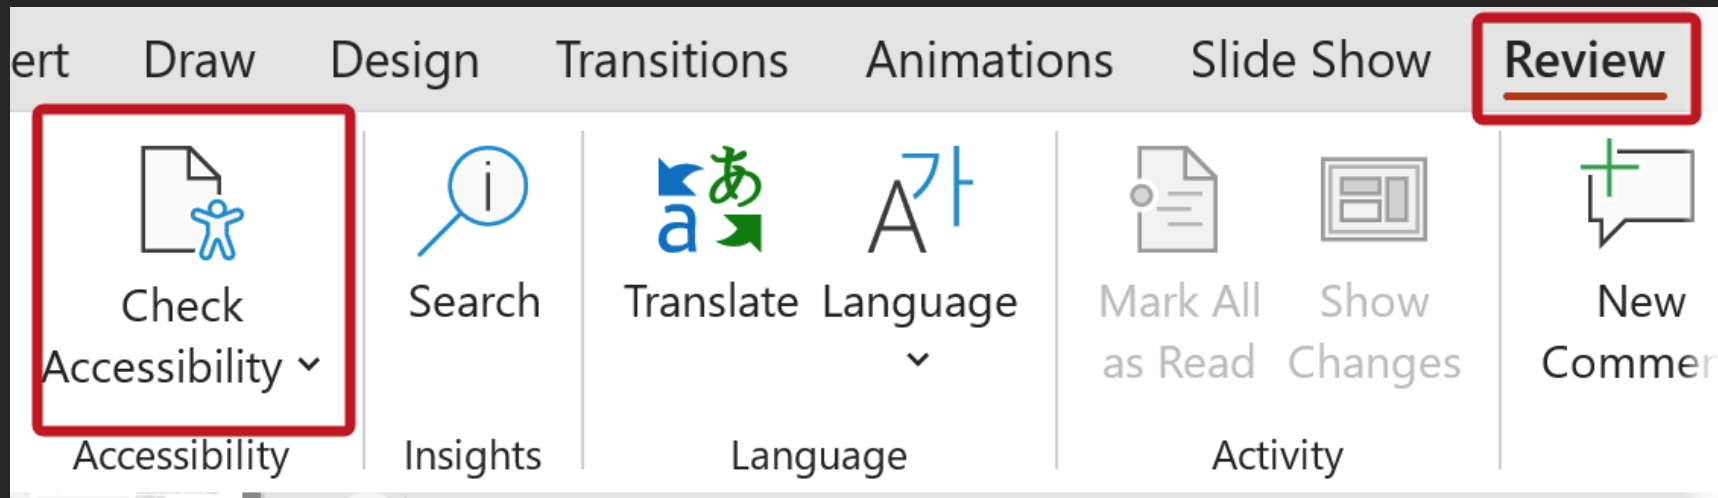 ert Draw Design Transitions Animations Slide Show Review
Check Accessibility
Search
Translate
Language
Mark All as Read
Show Changes
New Commer
Accessibility Insights Language Activity